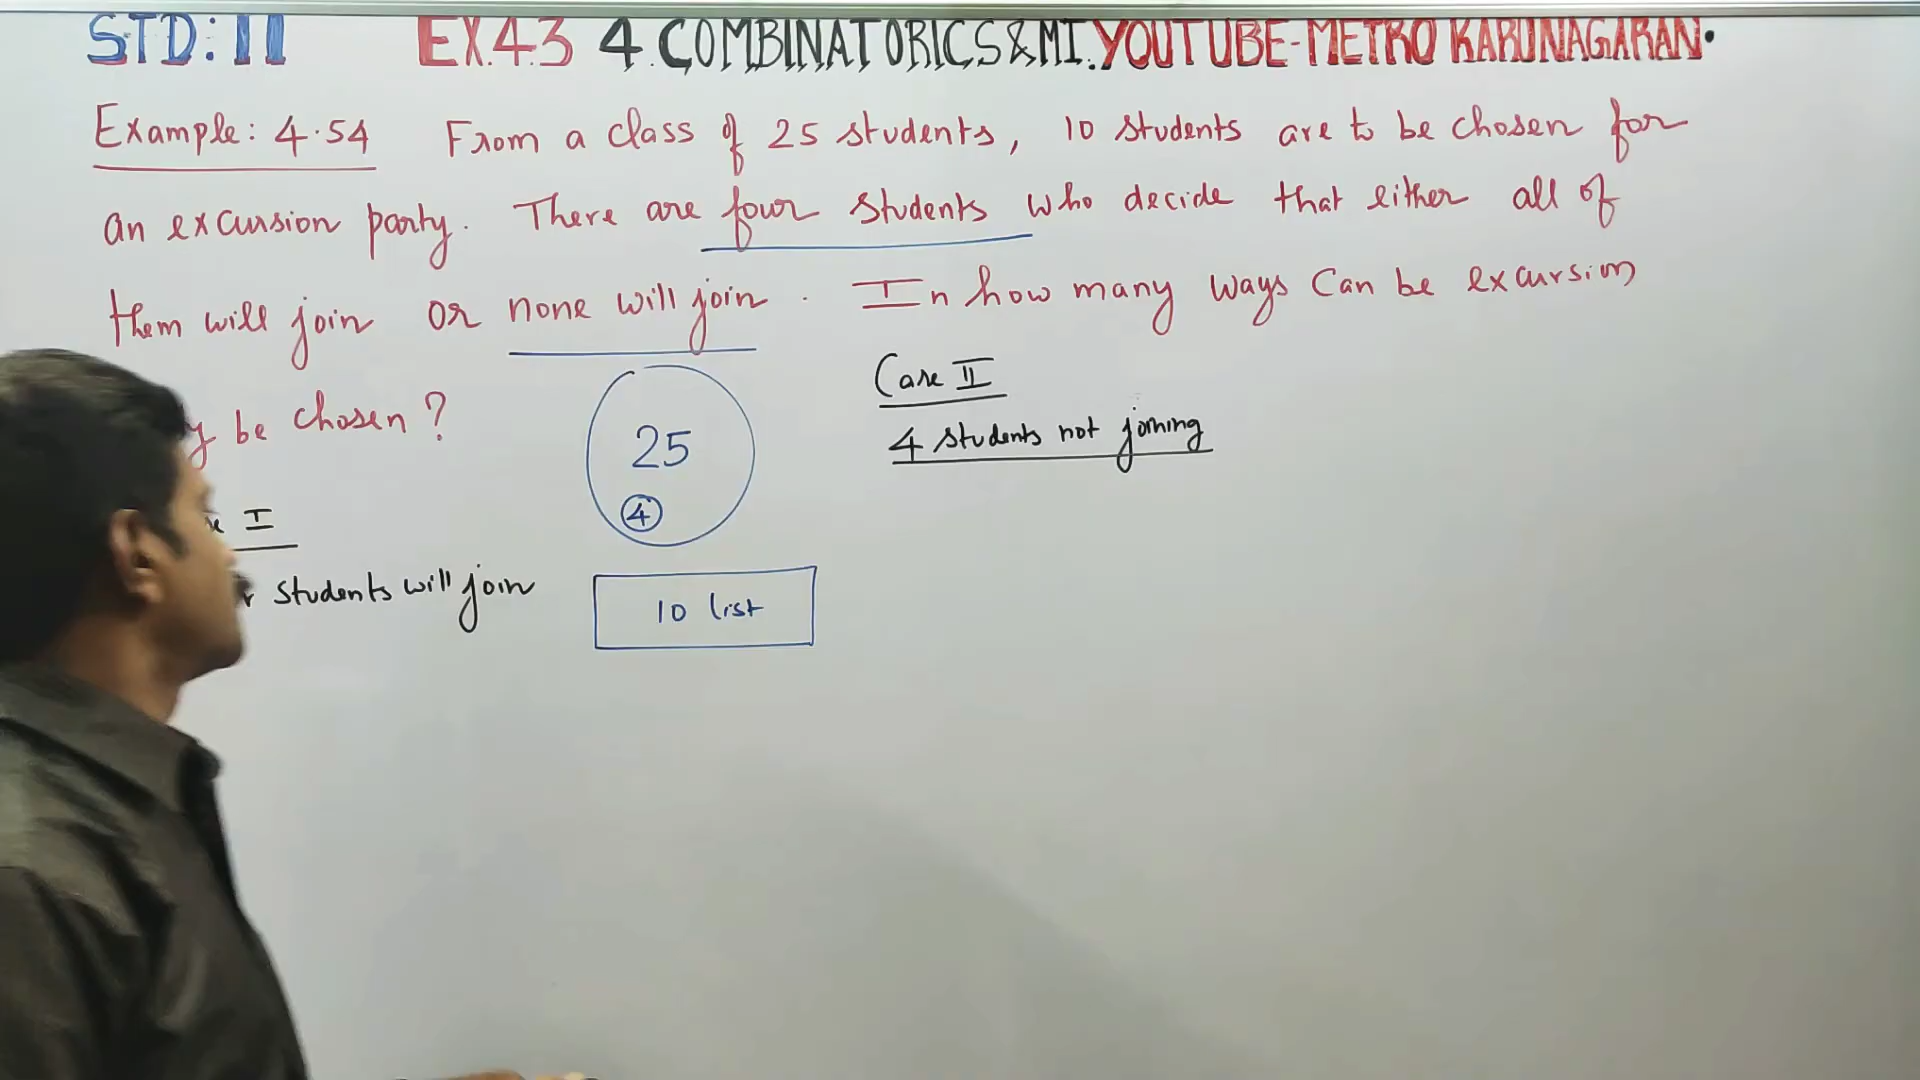 STD: 11 EX.4.3 4. COMBINATORICS & MI. YOUTUBE-METRO KARUNAGARAN.
Example: 4.54 From a class of 25 students, 10 students are to be chosen for
an excursion party. There are four students who decide that either all of
them will join or none will join. In how many ways can be excursion
y be chosen?
25
4
10 list
I
students will join
Case II
4 students not joining